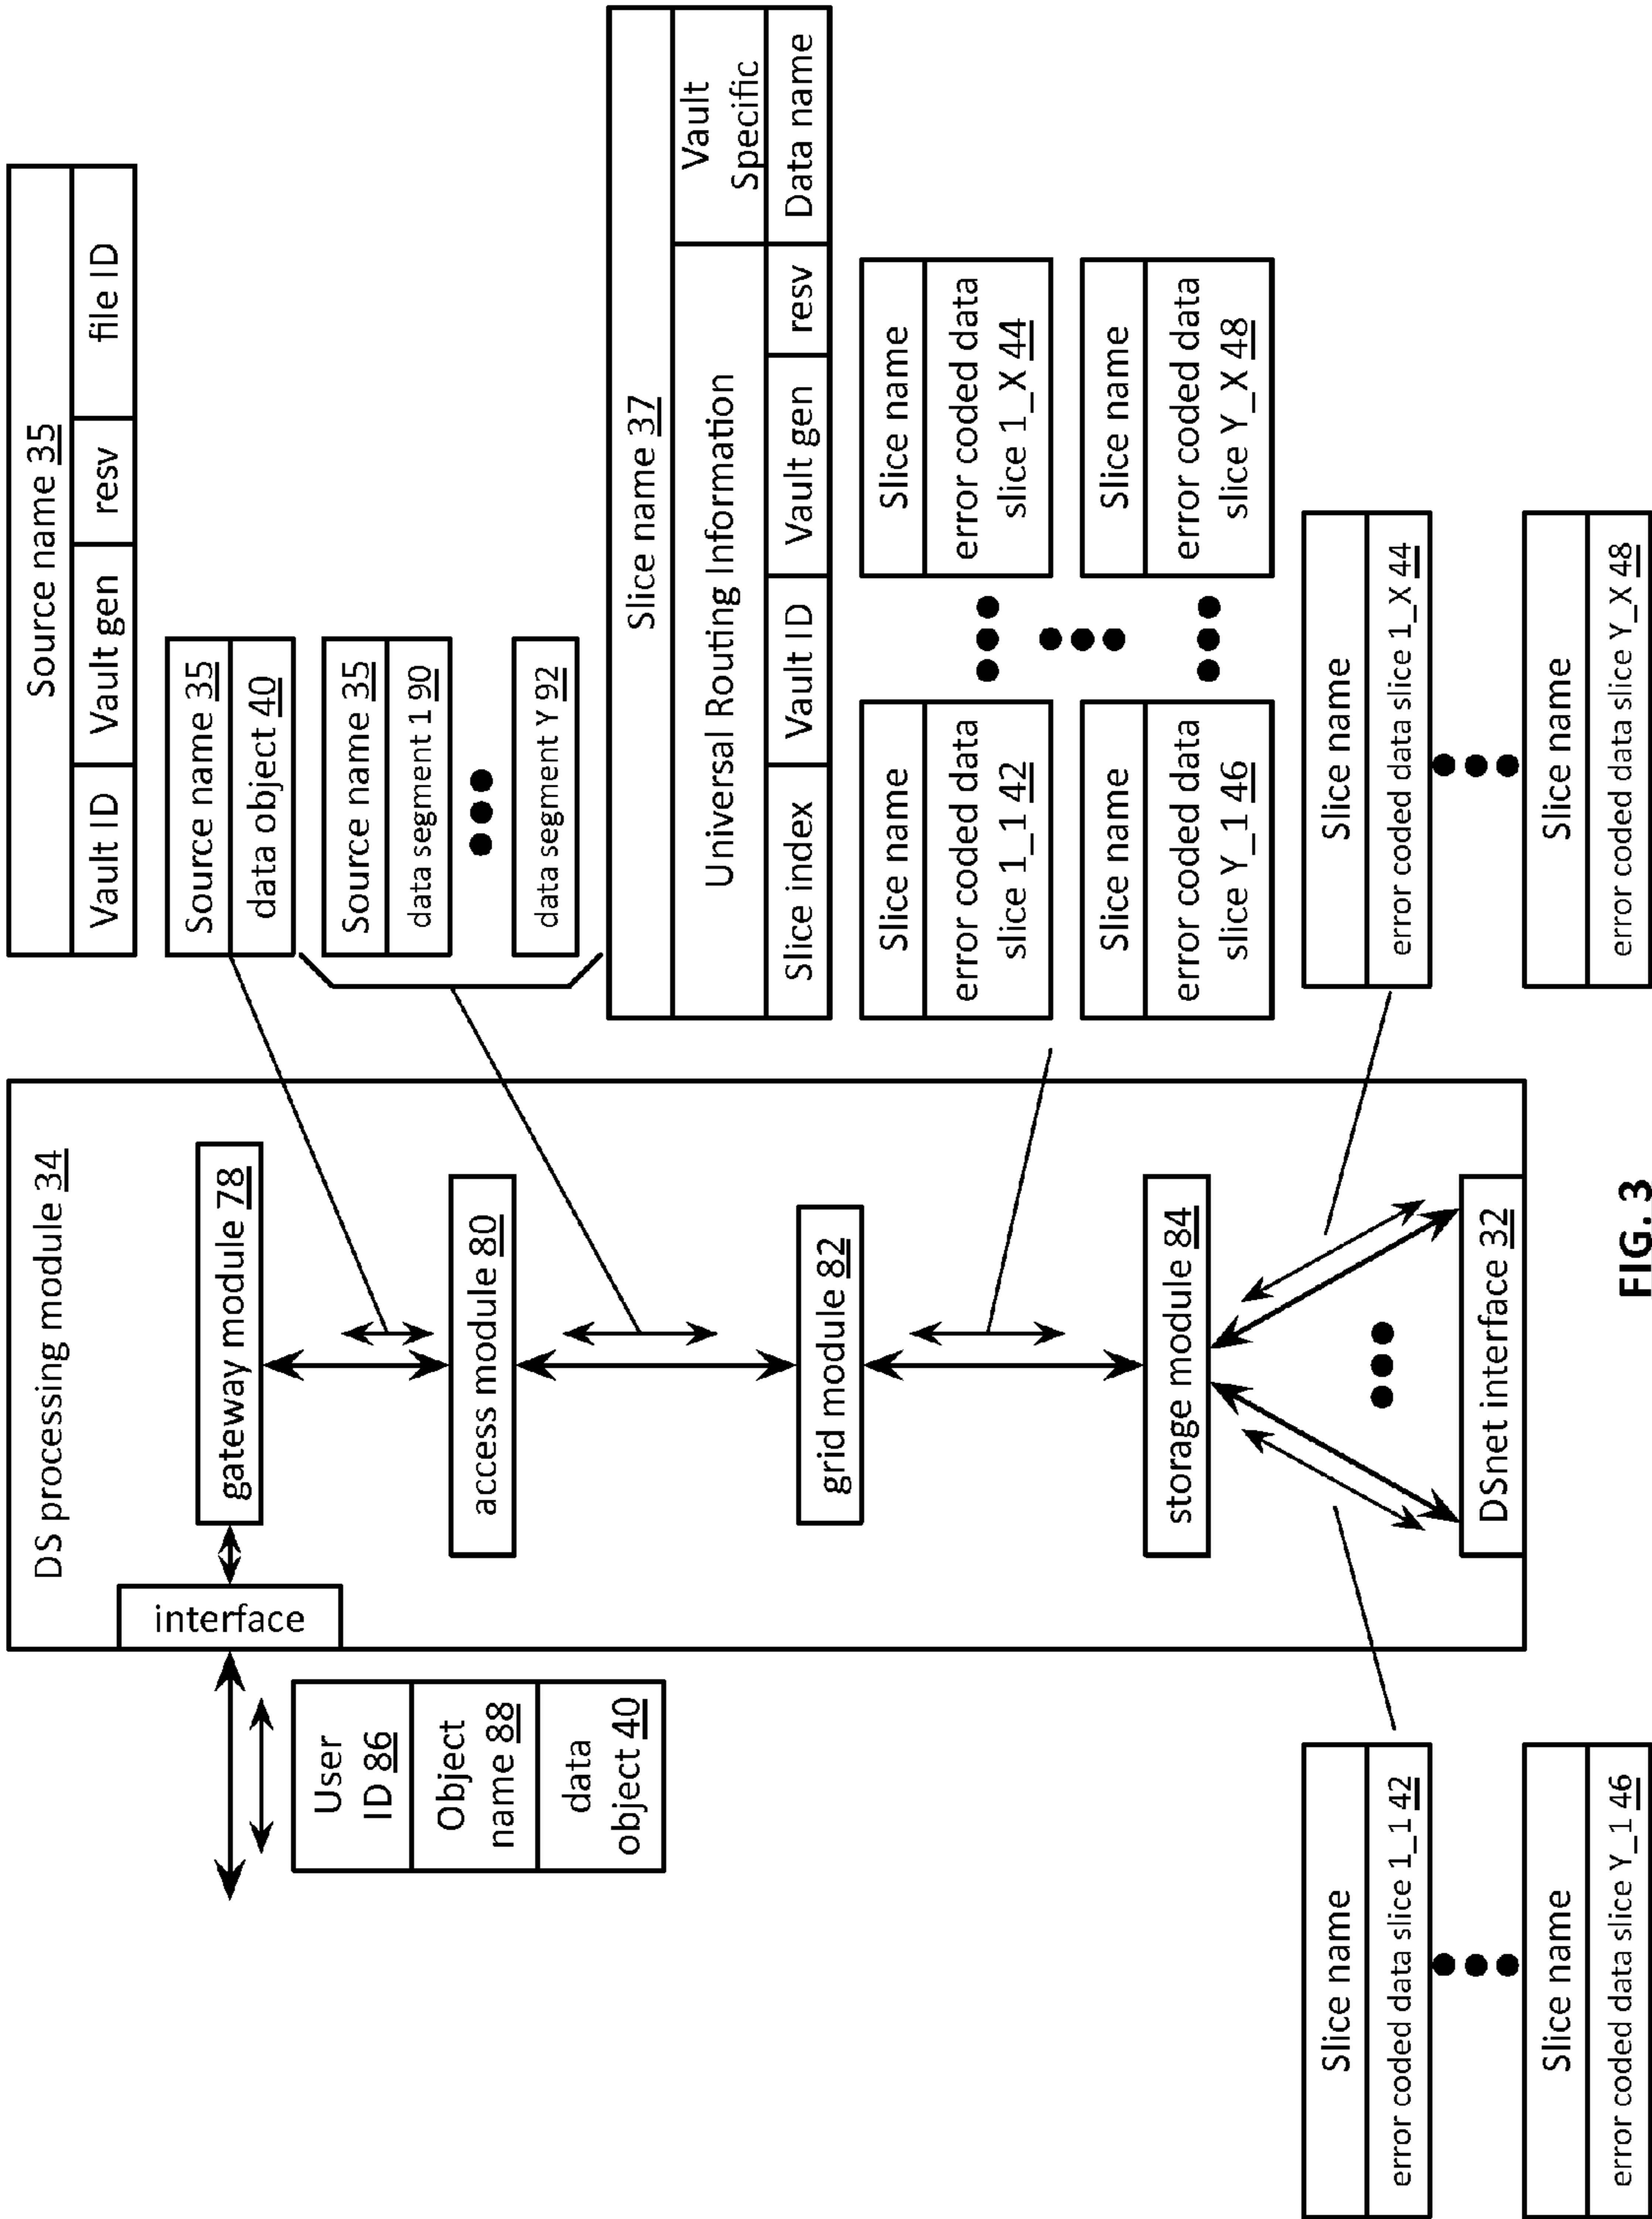 DS processing module 34
interface
gateway module 78
access module 80
grid module 82
storage module 84
DSnet interface 32
User
ID 86
Object
name 88
data
object 40
Source name 35
Vault ID
Vault gen
resv
file ID
Source name 35
data object 40
Source name 35
data segment 1 90
data segment Y 92
Slice name 37
Universal Routing Information
Vault
Specific
Slice index
Vault ID
Vault gen
resv
Data name
Slice name
error coded data
slice 1_1 42
Slice name
error coded data
slice 1_X 44
Slice name
error coded data
slice Y_1 46
Slice name
error coded data
slice Y_X 48
Slice name
error coded data slice 1_1 42
Slice name
error coded data slice Y_1 46
Slice name
error coded data slice 1_X 44
Slice name
error coded data slice Y_X 48
FIG. 3